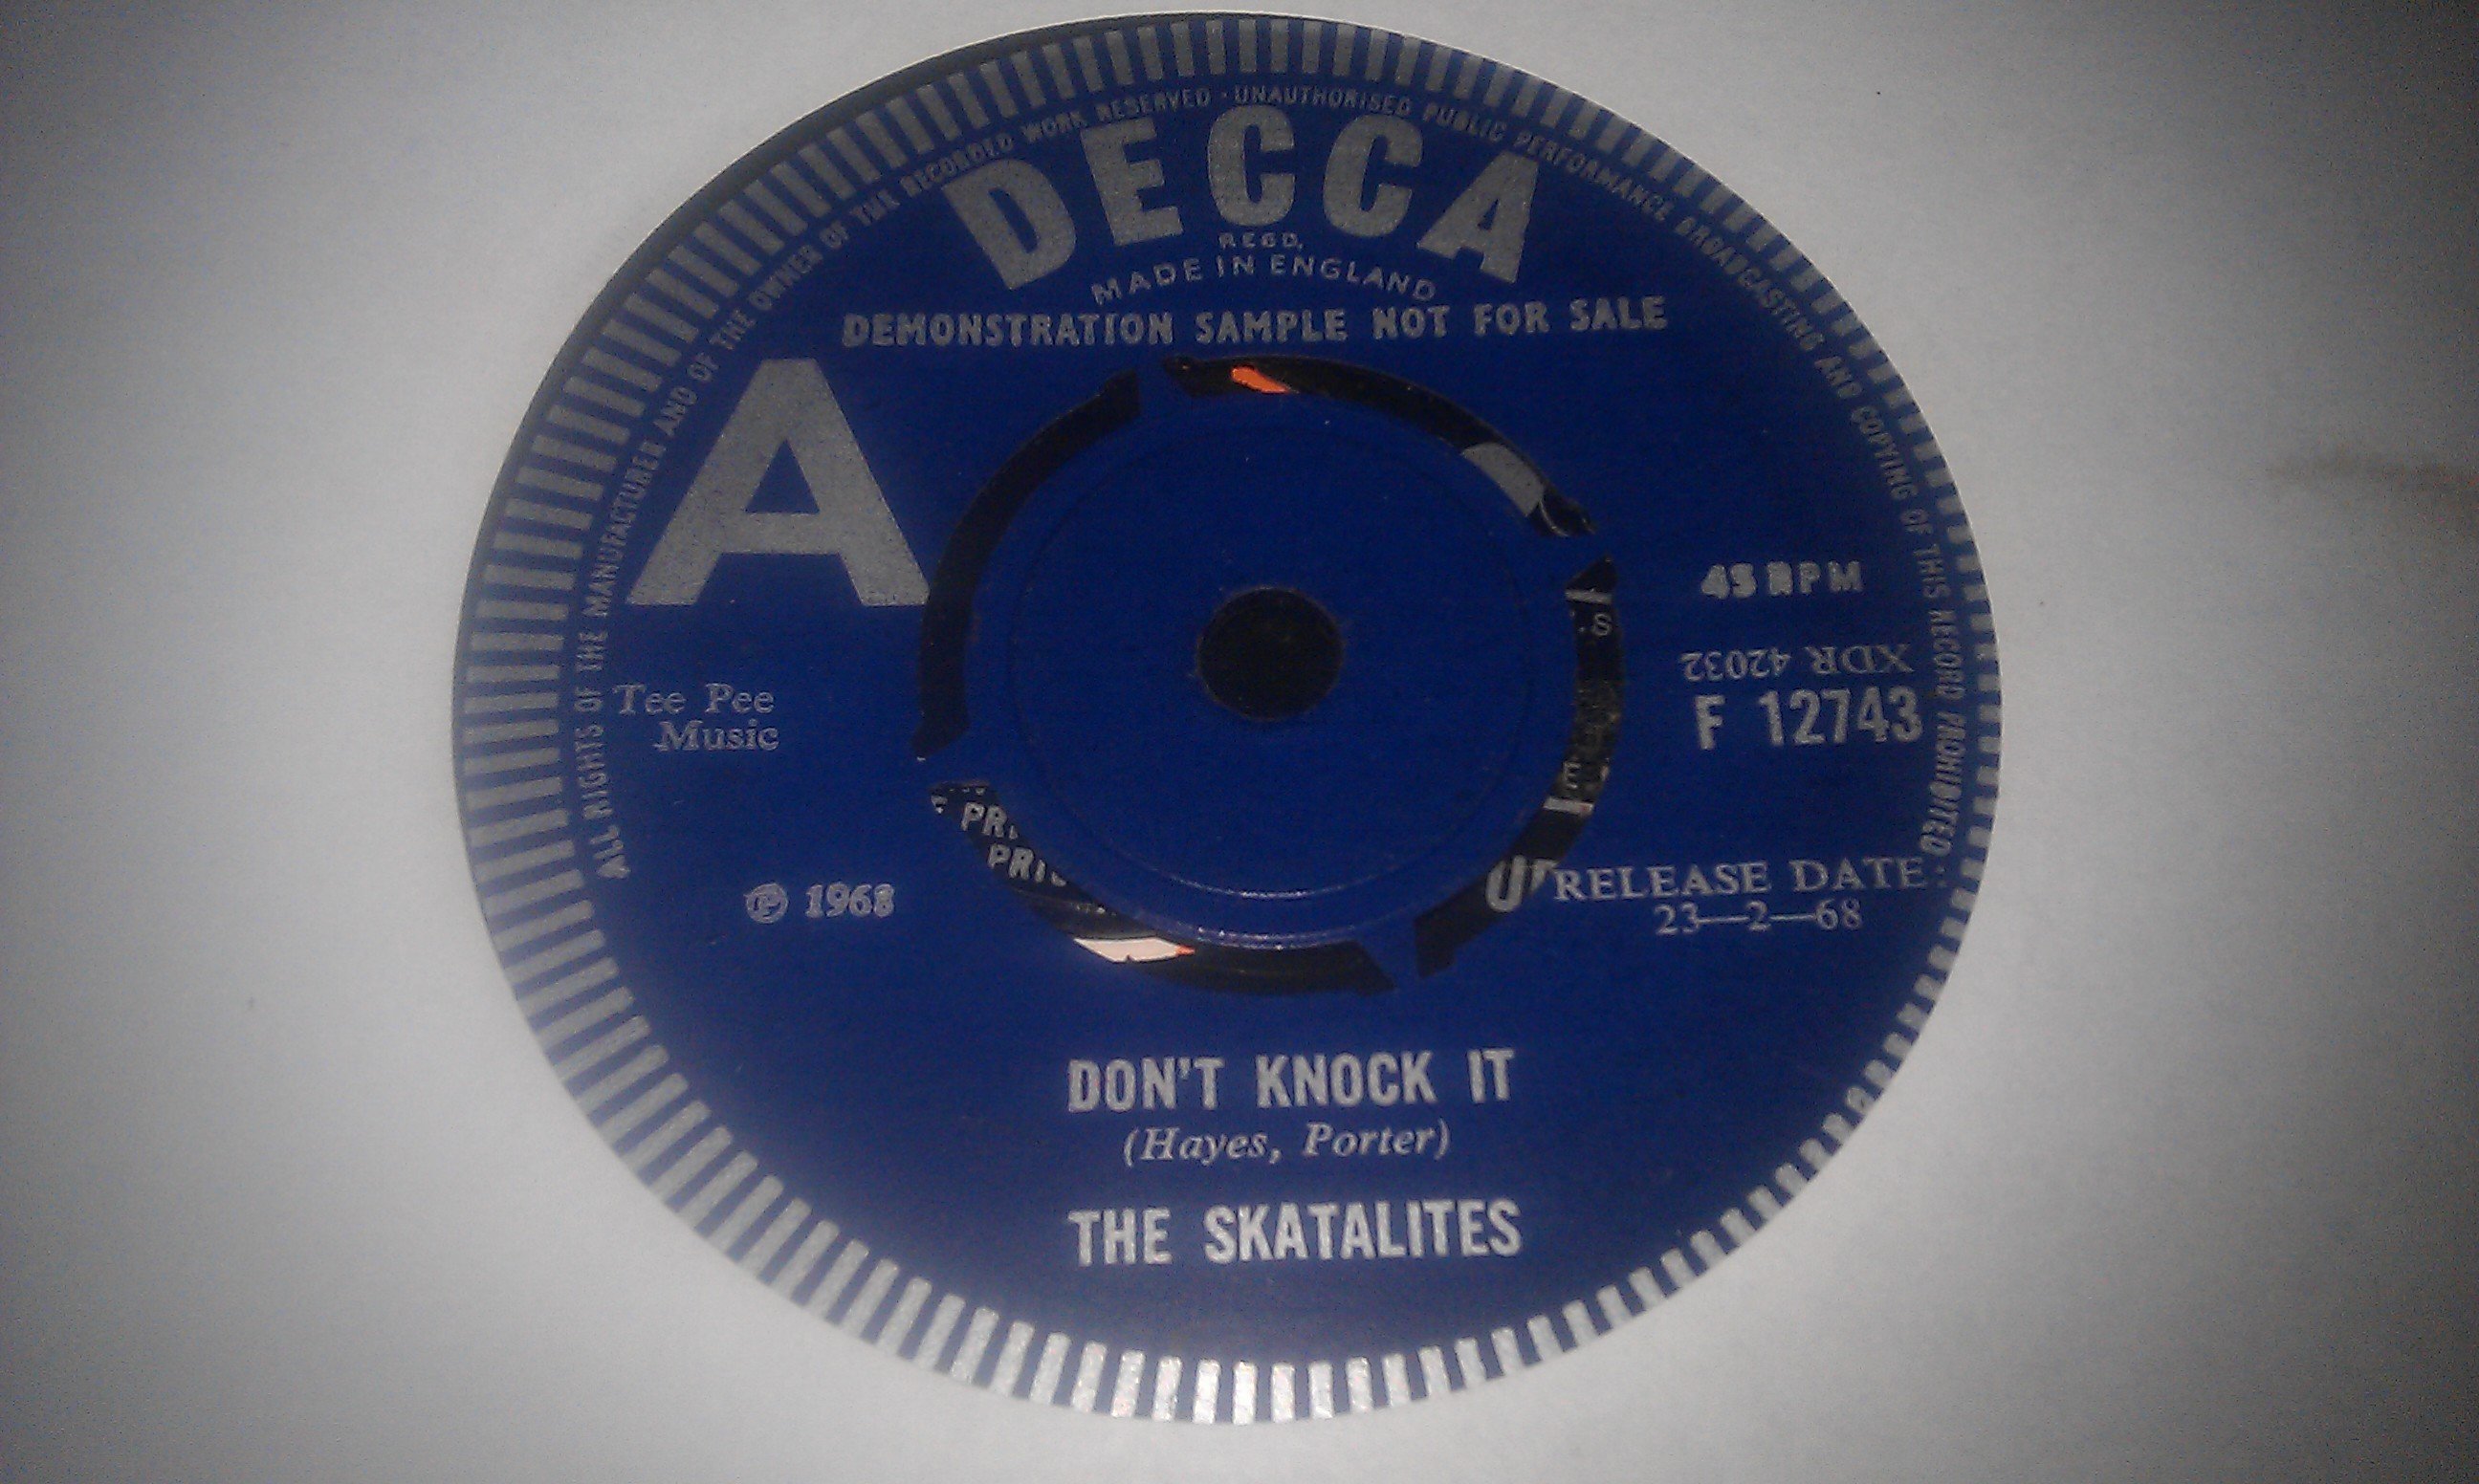 ALL RIGHTS OF THE MANUFACTURER AND OF THE OWNER OF THE RECORDED WORK RESERVED · UNAUTHORISED PUBLIC PERFORMANCE BROADCASTING AND COPYING OF THIS RECORD PROHIBITED
DECCA
REGD.
MADE IN ENGLAND
DEMONSTRATION SAMPLE NOT FOR SALE
A
45 RPM
XDR 42032
F 12743
Tee Pee
Music
℗ 1968
RELEASE DATE:
23—2—68
DON'T KNOCK IT
(Hayes, Porter)
THE SKATALITES